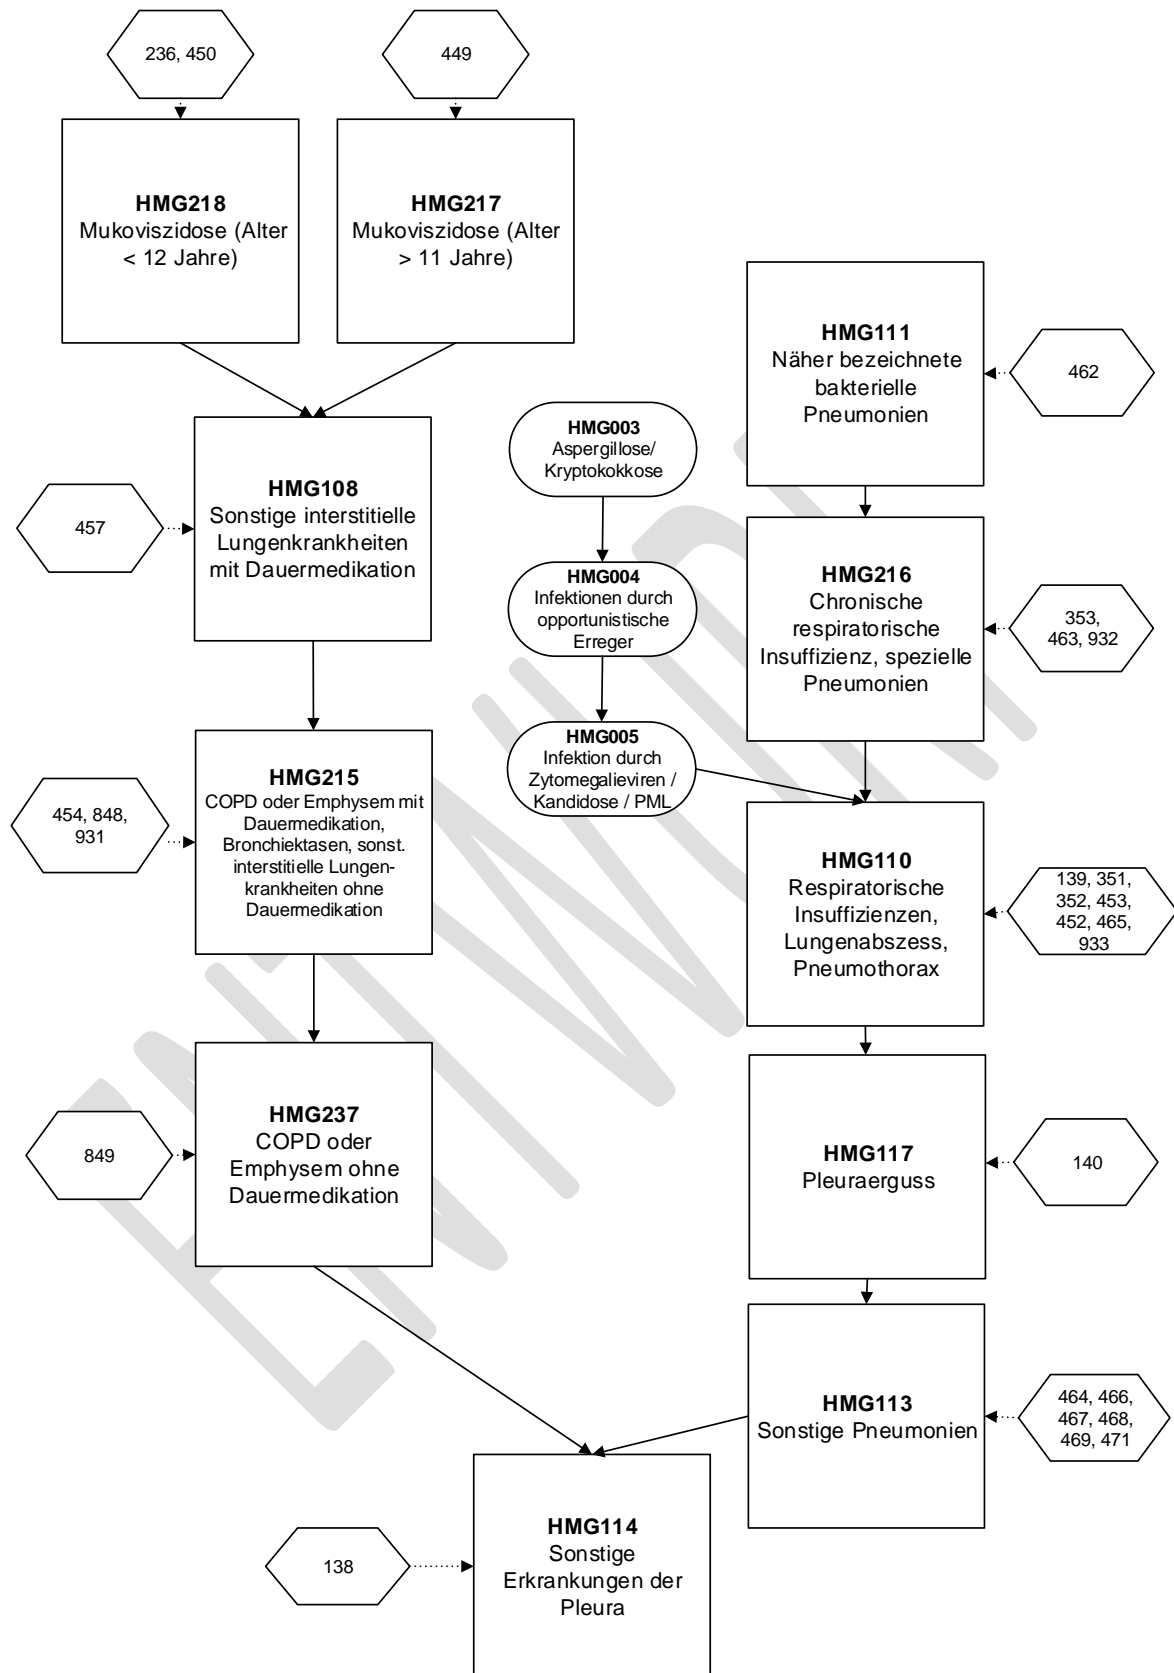 236, 450
449
HMG218
Mukoviszidose (Alter
< 12 Jahre)
HMG217
Mukoviszidose (Alter
> 11 Jahre)
HMG111
Näher bezeichnete
bakterielle
Pneumonien
462
HMG003
Aspergillose/
Kryptokokkose
HMG108
Sonstige interstitielle
Lungenkrankheiten
mit Dauermedikation
457
HMG004
Infektionen durch
opportunistische
Erreger
HMG216
Chronische
respiratorische
Insuffizienz, spezielle
Pneumonien
353,
463, 932
HMG005
Infektion durch
Zytomegalieviren /
Kandidose / PML
HMG215
COPD oder Emphysem mit
Dauermedikation,
Bronchiektasen, sonst.
interstitielle Lungen-
krankheiten ohne
Dauermedikation
454, 848,
931
HMG110
Respiratorische
Insuffizienzen,
Lungenabszess,
Pneumothorax
139, 351,
352, 453,
452, 465,
933
HMG237
COPD oder
Emphysem ohne
Dauermedikation
849
HMG117
Pleuraerguss
140
HMG113
Sonstige Pneumonien
464, 466,
467, 468,
469, 471
HMG114
Sonstige
Erkrankungen der
Pleura
138
ENTWURF